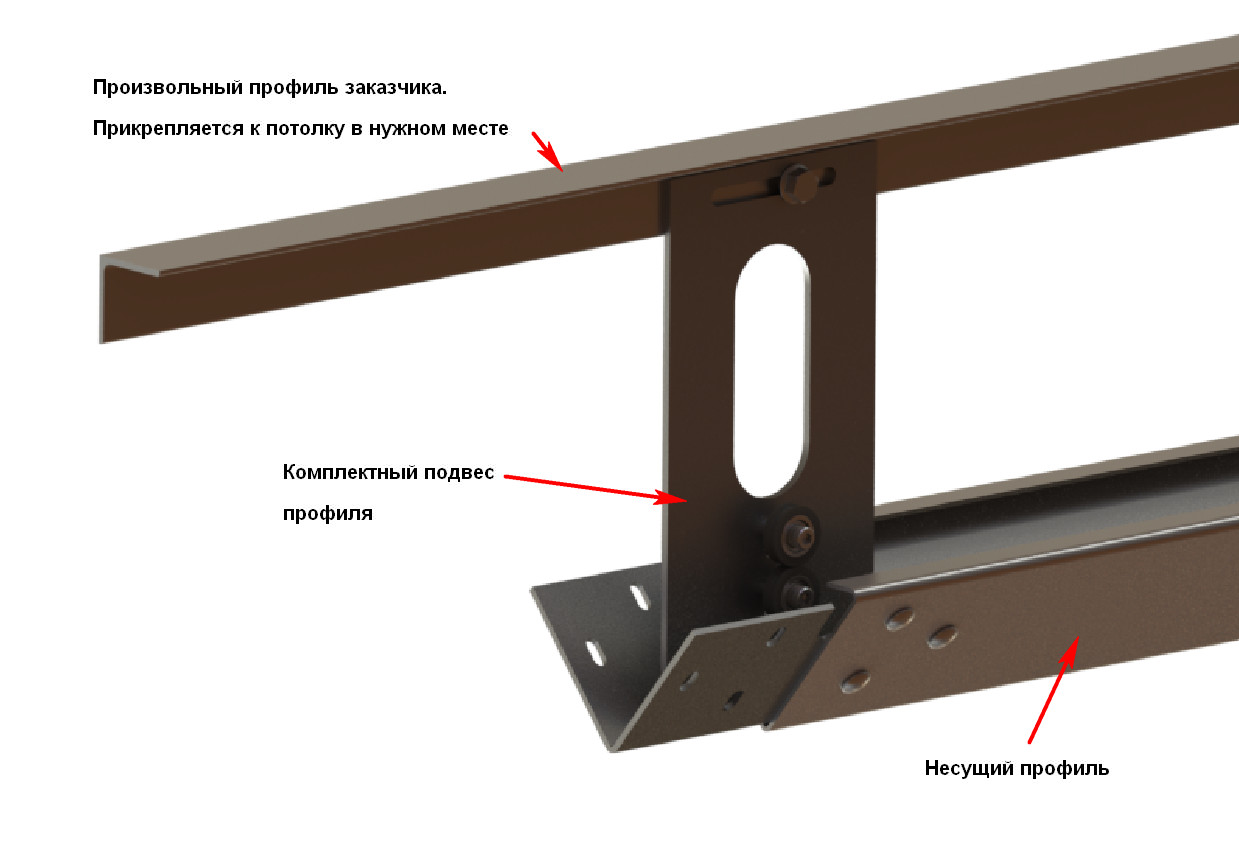 Произвольный профиль заказчика.
Прикрепляется к потолку в нужном месте
Комплектный подвес
профиля
Несущий профиль